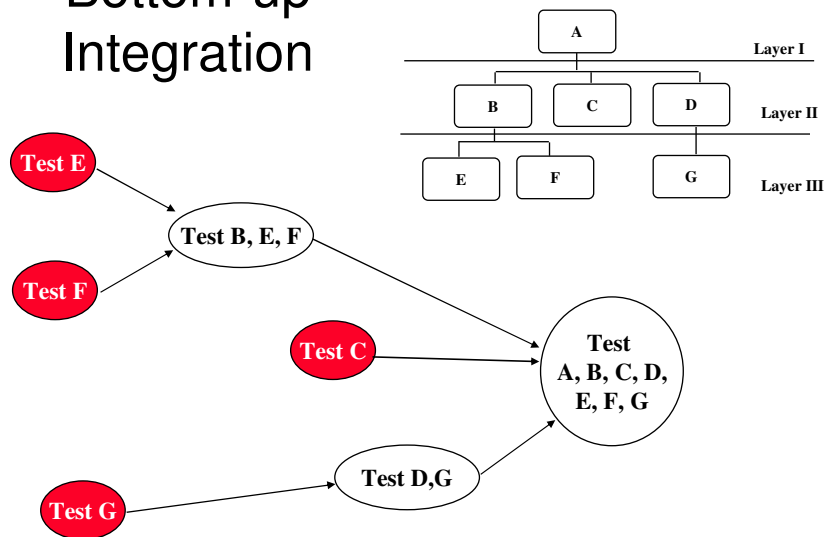 Bottom-up
Integration
A
Layer I
B
C
D
Layer II
E
F
G
Layer III
Test E
Test B, E, F
Test F
Test C
Test
A, B, C, D,
E, F, G
Test D,G
Test G